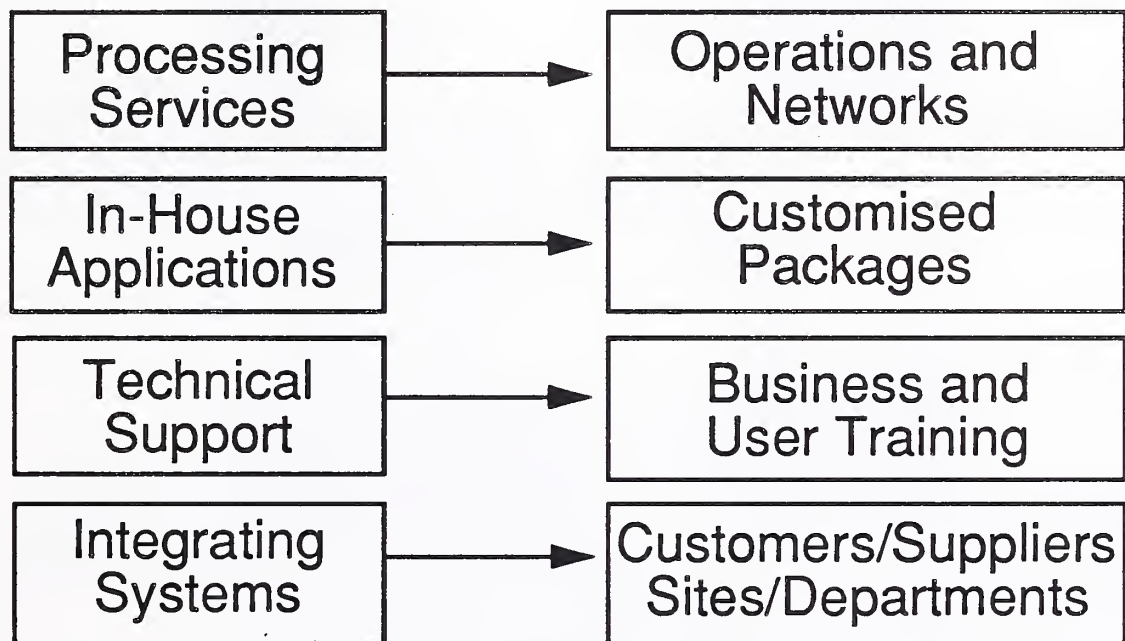 Processing
Services
Operations and
Networks
In-House
Applications
Customised
Packages
Technical
Support
Business and
User Training
Integrating
Systems
Customers/Suppliers
Sites/Departments